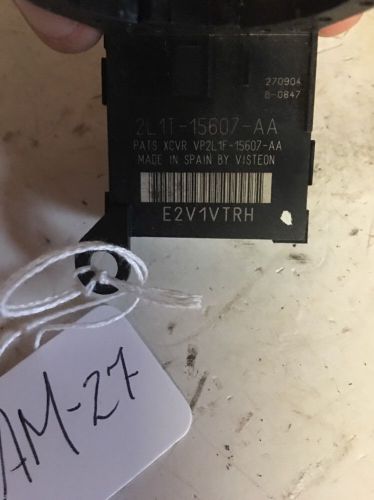 270904
B-0847
2L1T-15607-AA
PATS XCVR VP2L1F-15607-AA
MADE IN SPAIN BY VISTEON
E2V1VTRH
AM-27